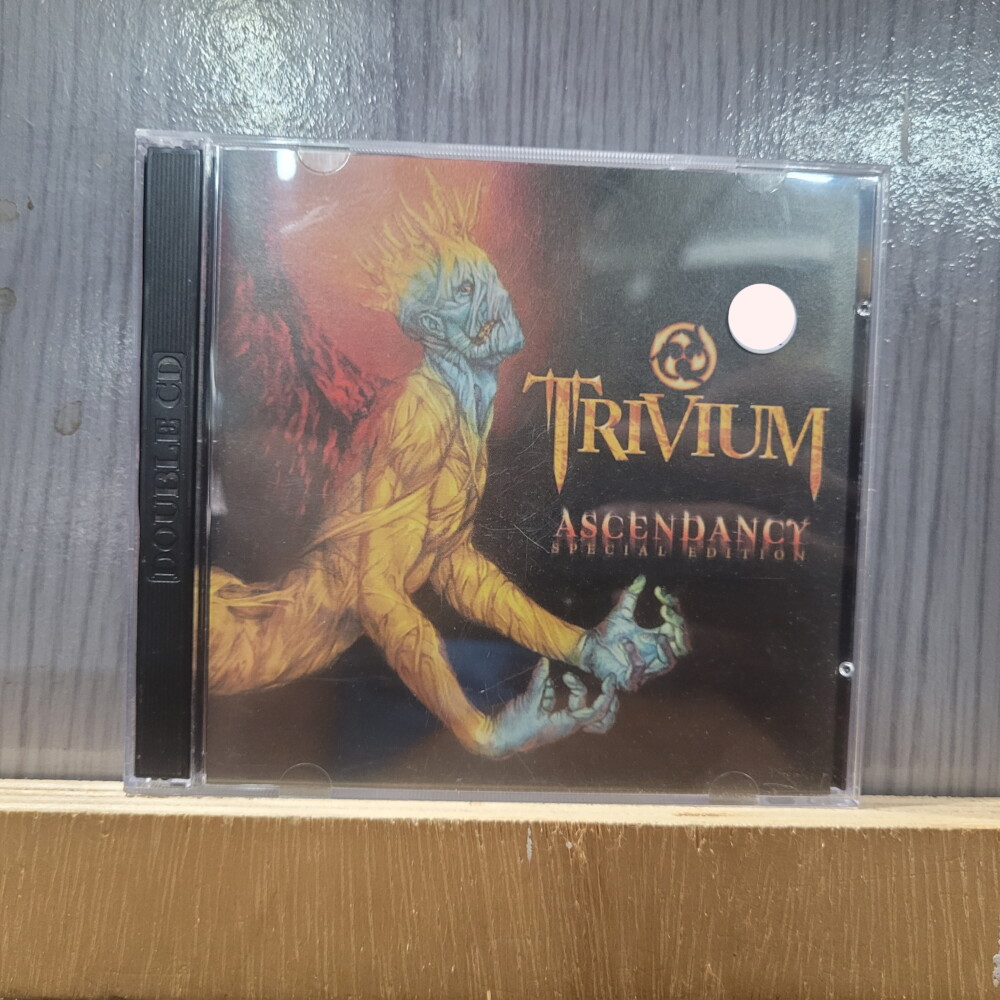 DOUBLE CD
TRIVIUM
ASCENDANCY
SPECIAL EDITION